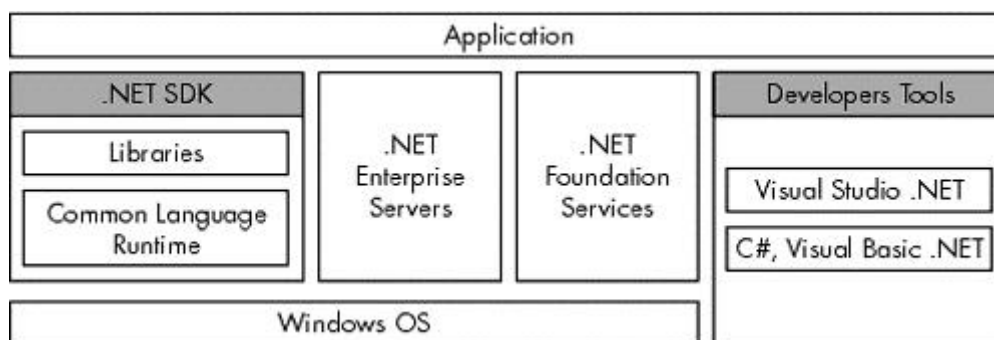 Application
.NET SDK
Libraries
Common Language
Runtime
.NET
Enterprise
Servers
.NET
Foundation
Services
Developers Tools
Visual Studio .NET
C#, Visual Basic .NET
Windows OS